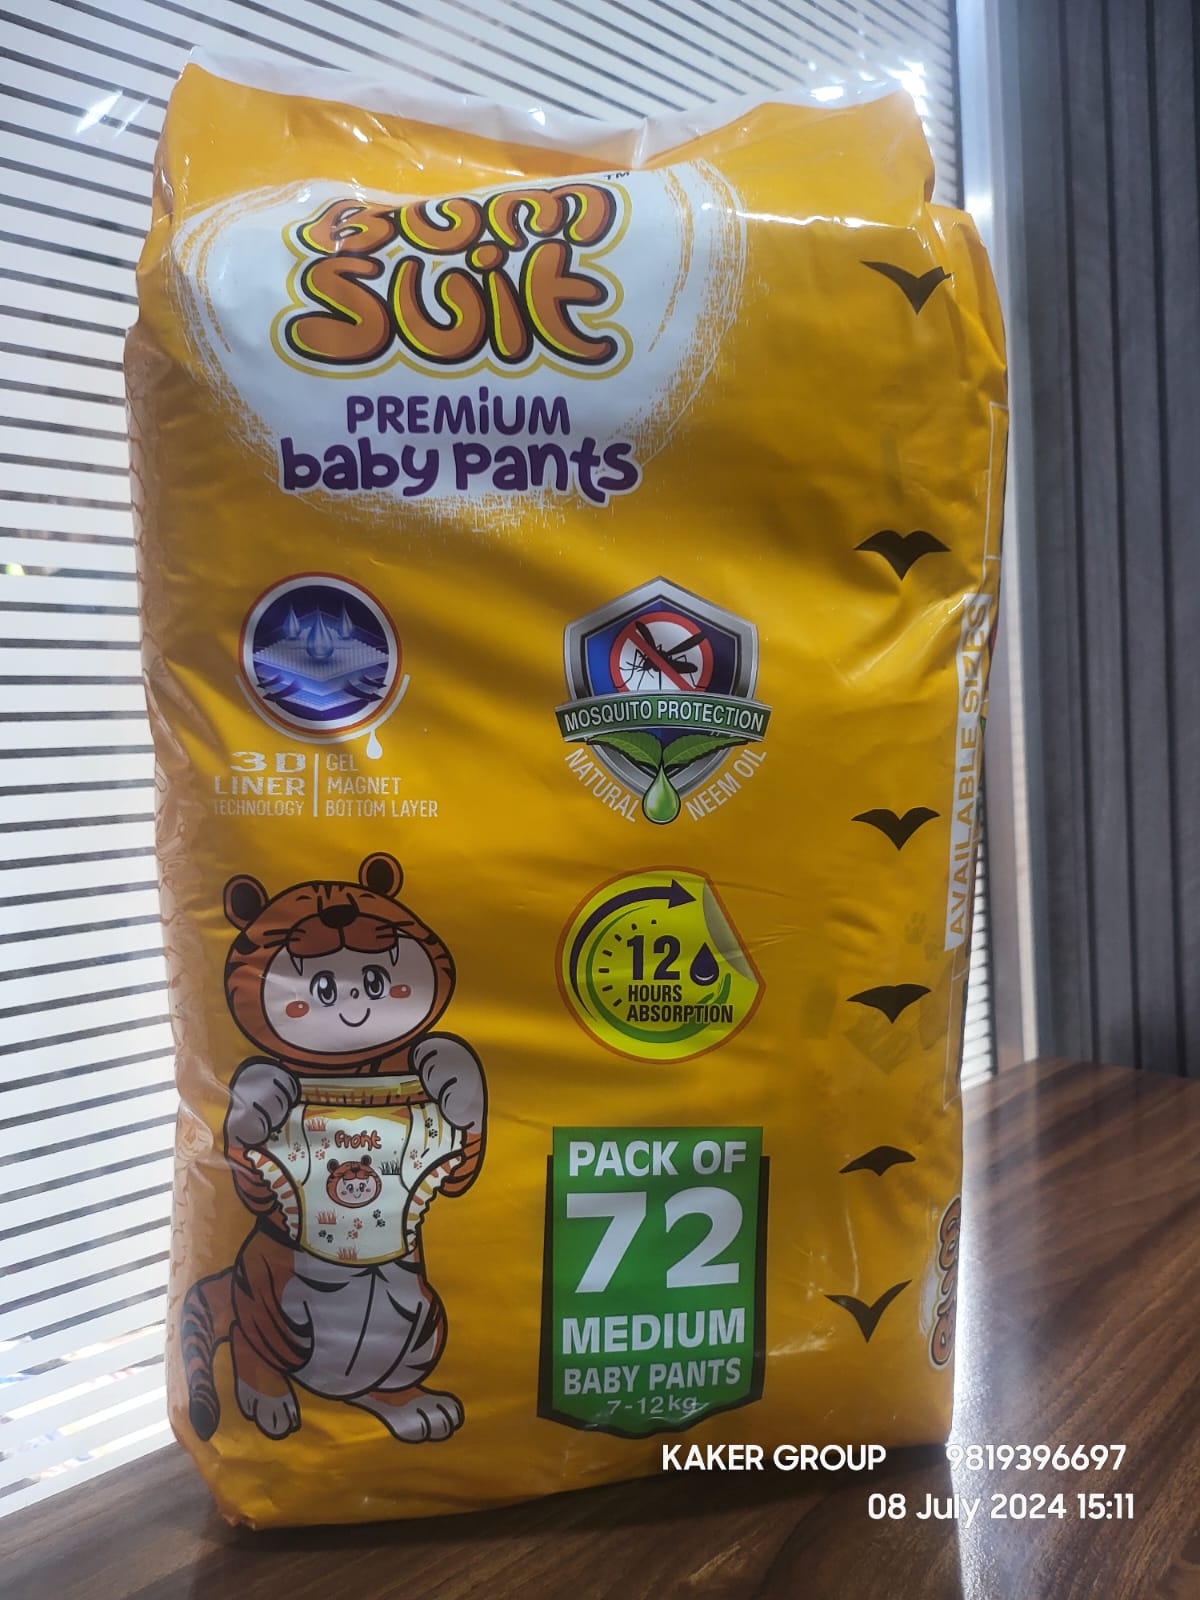 BUM
SUIT
TM
PREMiUM
baby pants
3D
LINER
TECHNOLOGY
GEL
MAGNET
BOTTOM LAYER
MOSQUITO PROTECTION
NATURAL NEEM OIL
12
HOURS
ABSORPTION
front
AVAILABLE SIZES
PACK OF
72
MEDIUM
BABY PANTS
7-12kg
KAKER GROUP 9819396697
08 July 2024 15:11